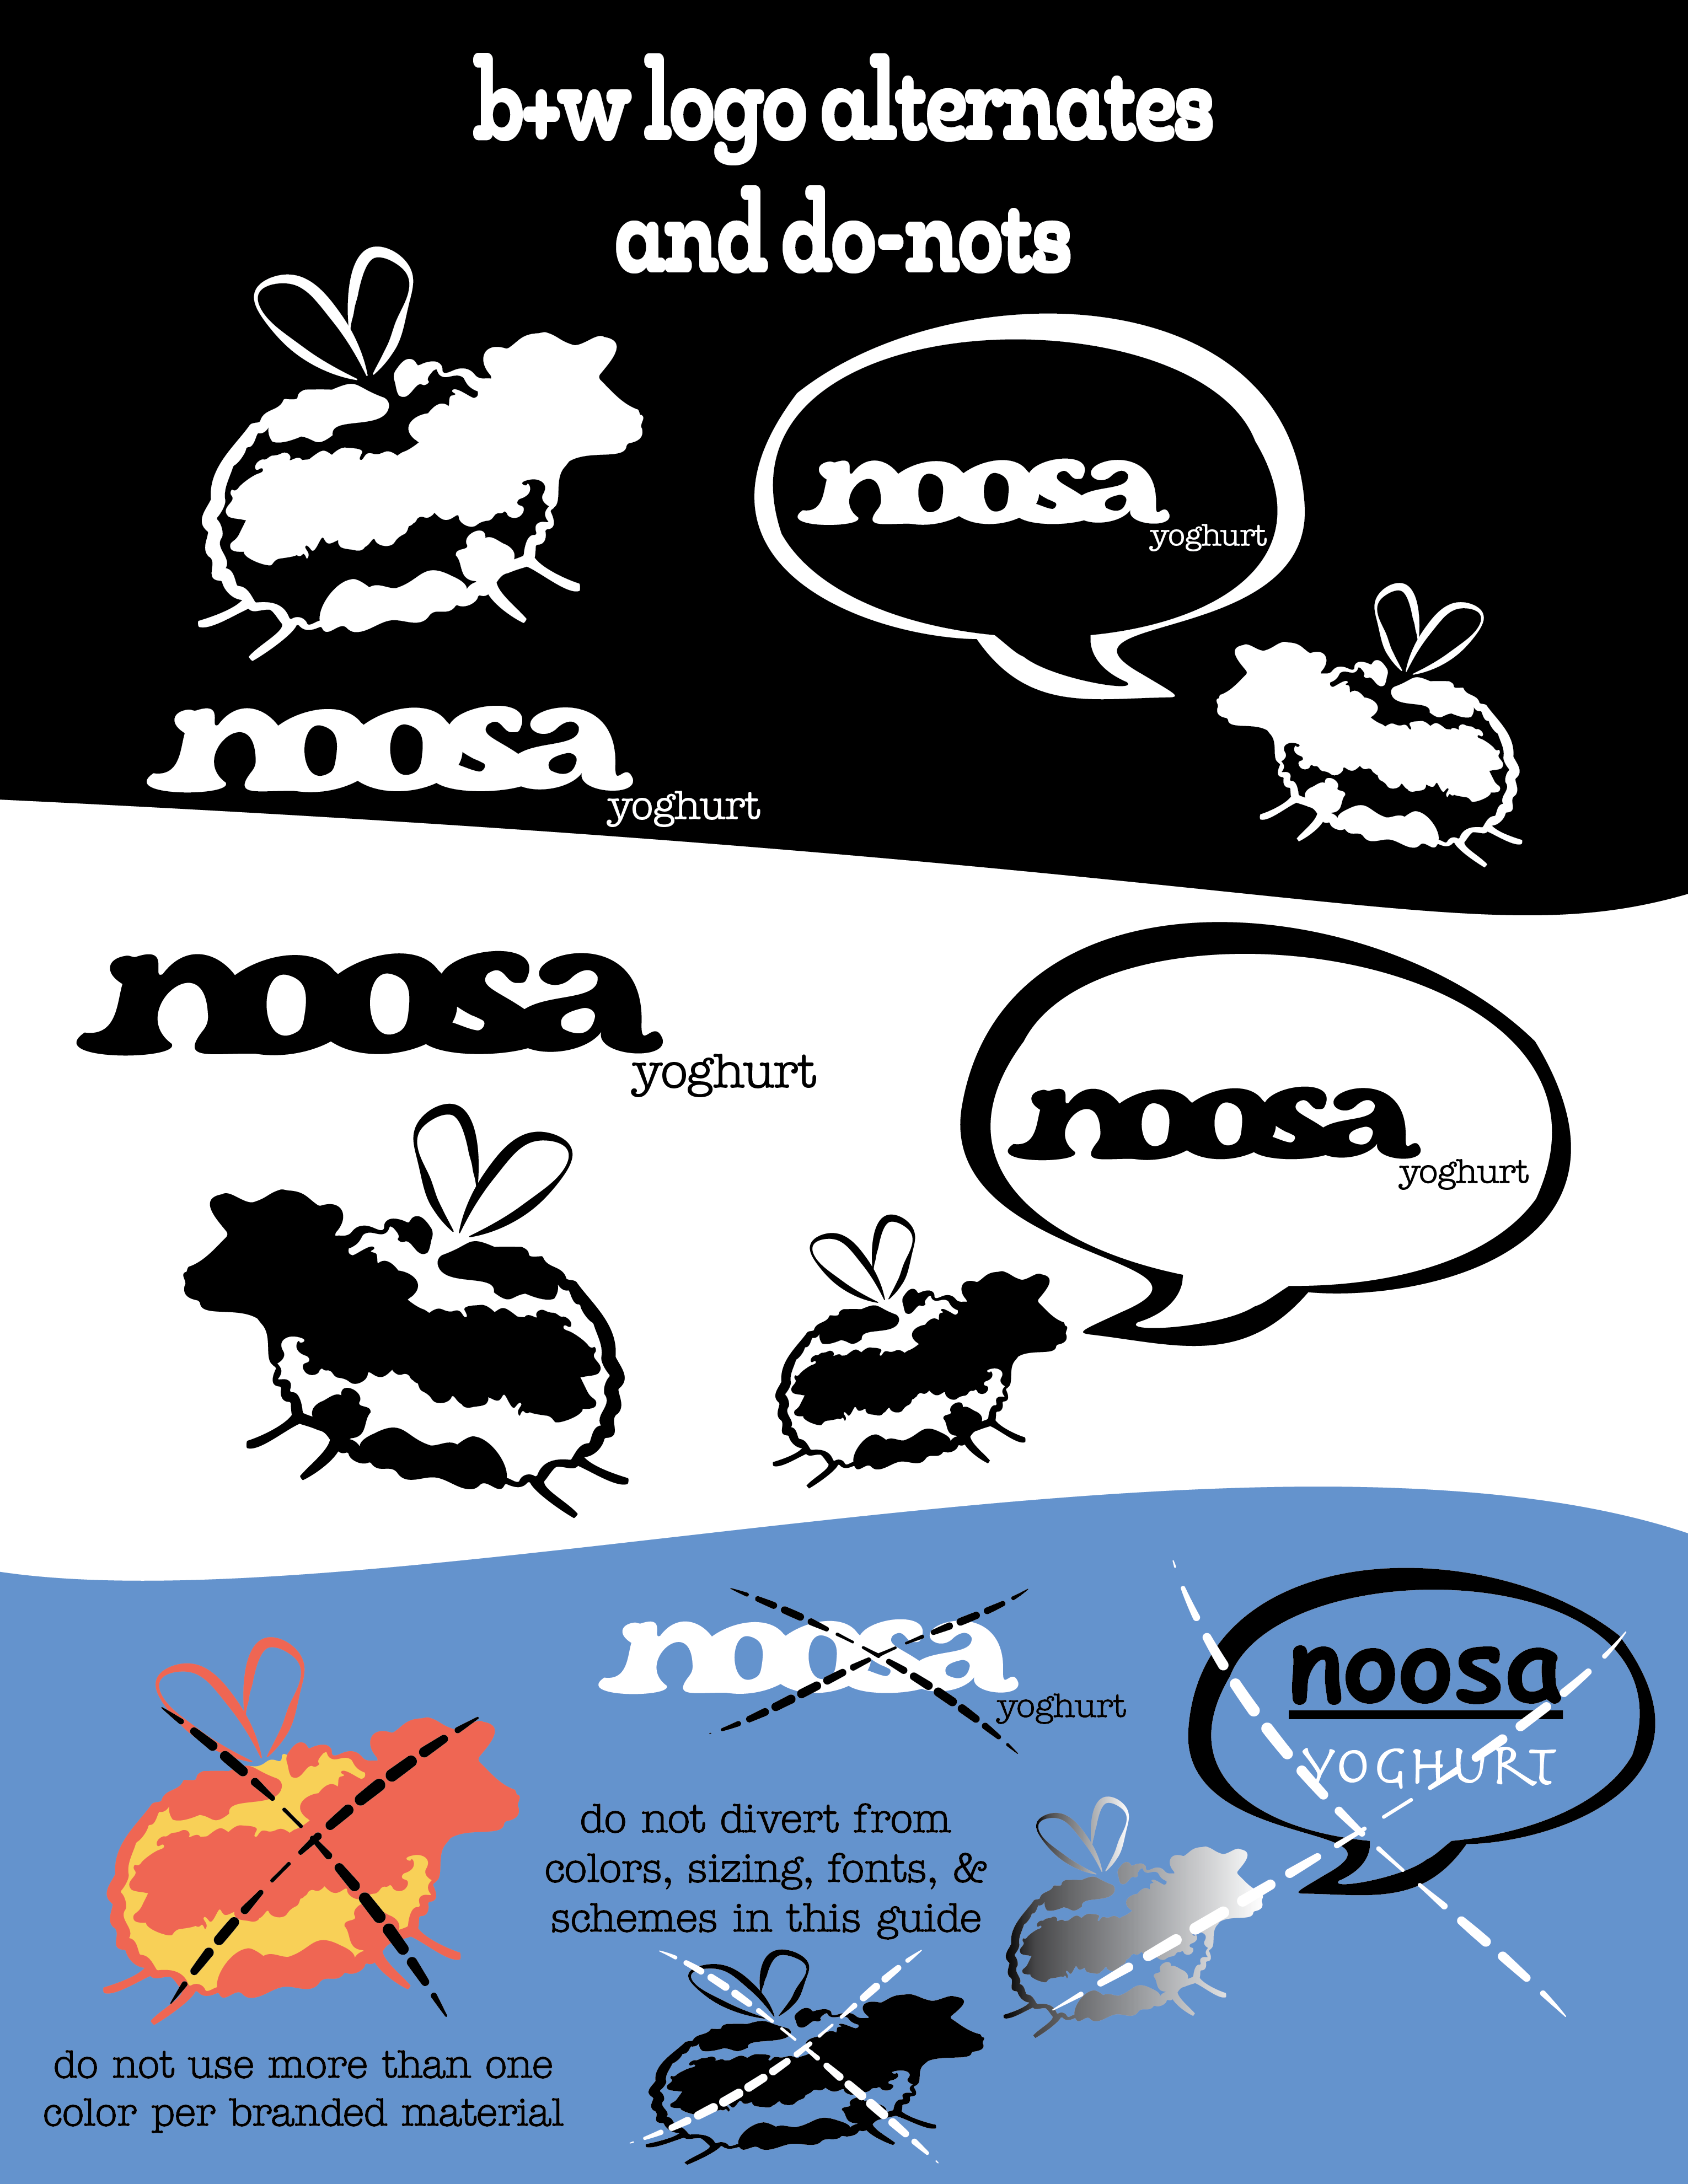 b+w logo alternates
and do-nots
noosa
yoghurt
noosa
yoghurt
noosa
yoghurt
noosa
yoghurt
noosa
yoghurt
noosa
YOGHURT
do not divert from
colors, sizing, fonts, &
schemes in this guide
do not use more than one
color per branded material